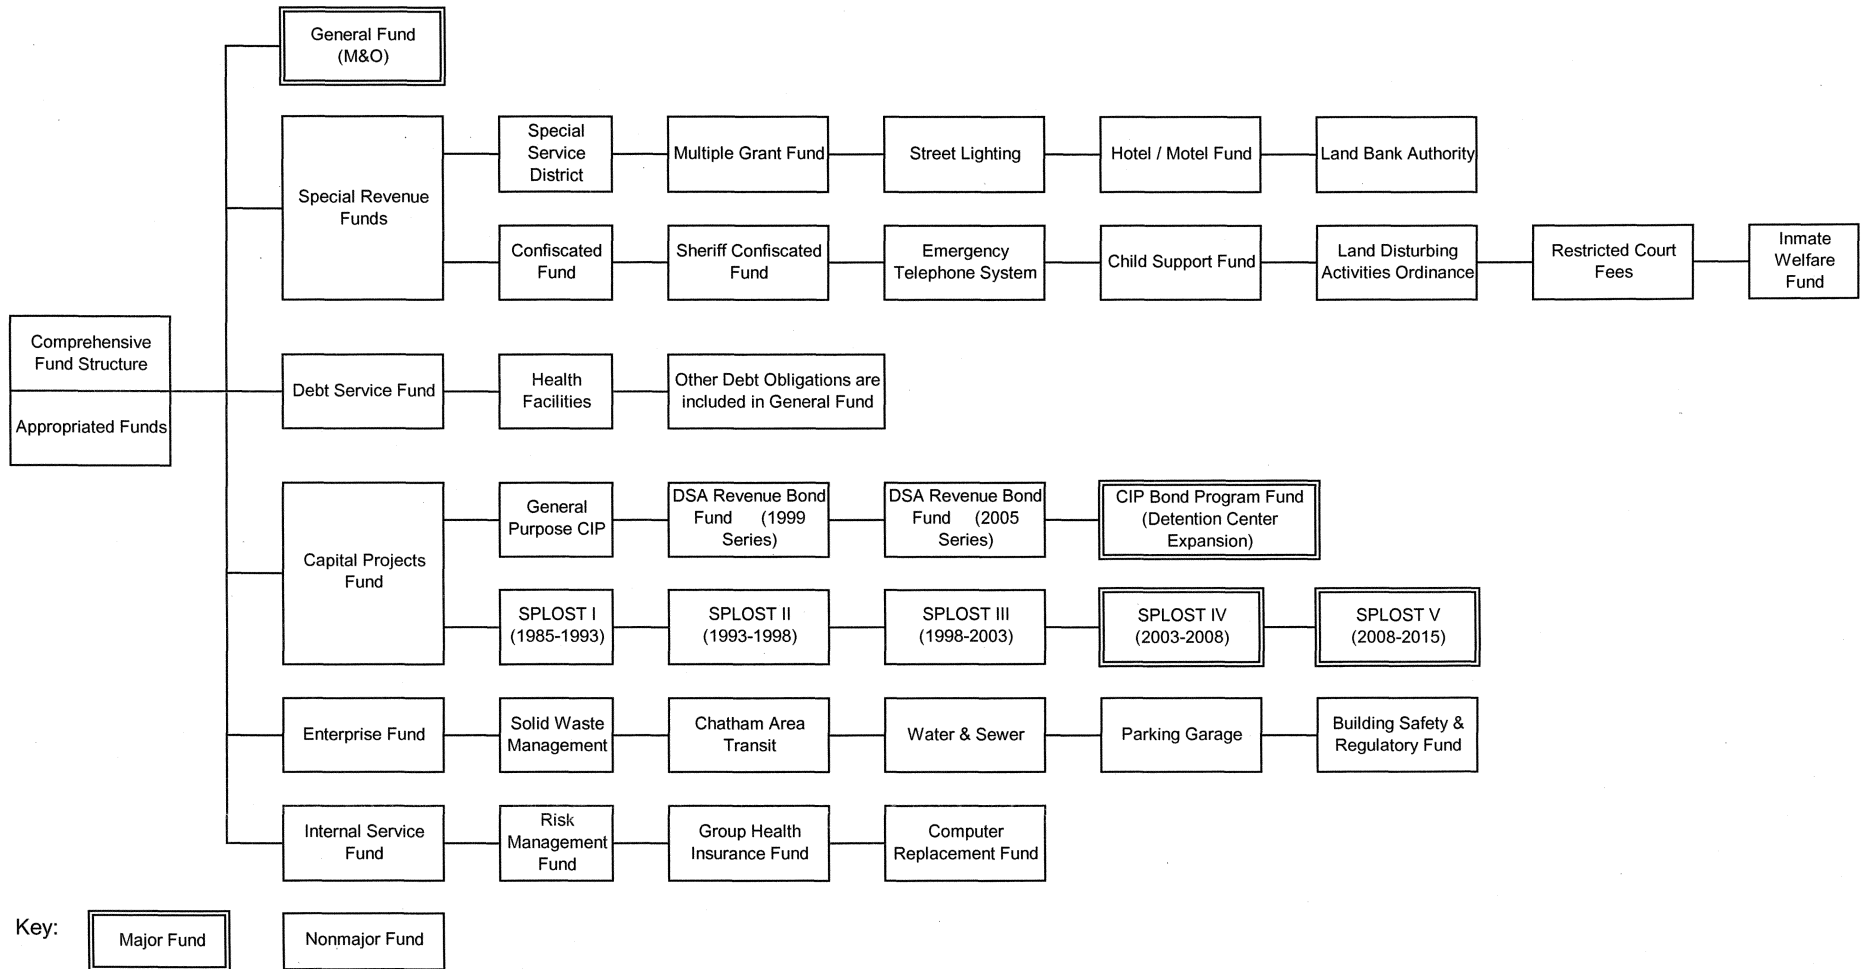 General Fund
(M&O)
Special Revenue
Funds
Special
Service
District
Multiple Grant Fund
Street Lighting
Hotel / Motel Fund
Land Bank Authority
Confiscated
Fund
Sheriff Confiscated
Fund
Emergency
Telephone System
Child Support Fund
Land Disturbing
Activities Ordinance
Restricted Court
Fees
Inmate
Welfare
Fund
Comprehensive
Fund Structure
Appropriated Funds
Debt Service Fund
Health
Facilities
Other Debt Obligations are
included in General Fund
Capital Projects
Fund
General
Purpose CIP
DSA Revenue Bond
Fund (1999
Series)
DSA Revenue Bond
Fund (2005
Series)
CIP Bond Program Fund
(Detention Center
Expansion)
SPLOST I
(1985-1993)
SPLOST II
(1993-1998)
SPLOST III
(1998-2003)
SPLOST IV
(2003-2008)
SPLOST V
(2008-2015)
Enterprise Fund
Solid Waste
Management
Chatham Area
Transit
Water & Sewer
Parking Garage
Building Safety &
Regulatory Fund
Internal Service
Fund
Risk
Management
Fund
Group Health
Insurance Fund
Computer
Replacement Fund
Key:
Major Fund
Nonmajor Fund